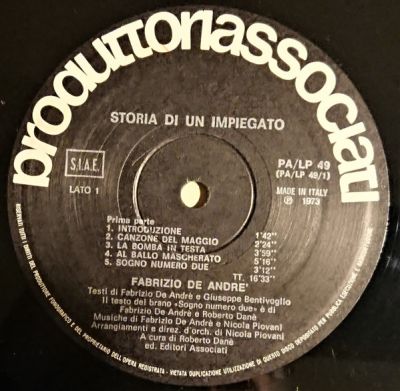 produttoriassociati
STORIA DI UN IMPIEGATO
S.I.A.E.
LATO 1
PA/LP 49
(PA/LP 49/1)
MADE IN ITALY
℗ 1973
Prima parte
1. INTRODUZIONE 1'42"
2. CANZONE DEL MAGGIO 2'24"
3. LA BOMBA IN TESTA 3'59"
4. AL BALLO MASCHERATO 5'16"
5. SOGNO NUMERO DUE 3'12"
TT. 16'33"
FABRIZIO DE ANDRE'
Testi di Fabrizio De Andrè e Giuseppe Bentivoglio
Il testo del brano «Sogno numero due» è di
Fabrizio De Andrè e Roberto Danè
Musiche di Fabrizio De Andrè e Nicola Piovani
Arrangiamenti e direz. d'orch. di Nicola Piovani
A cura di Roberto Danè
ed. Editori Associati
RISERVATI TUTTI I DIRITTI DEL PRODUTTORE FONOGRAFICO E DEL PROPRIETARIO DELL'OPERA REGISTRATA - VIETATA DUPLICAZIONE UTILIZZAZIONE DI QUESTO DISCO DEPOSITATO PER PUBBLICA ESECUZIONE E